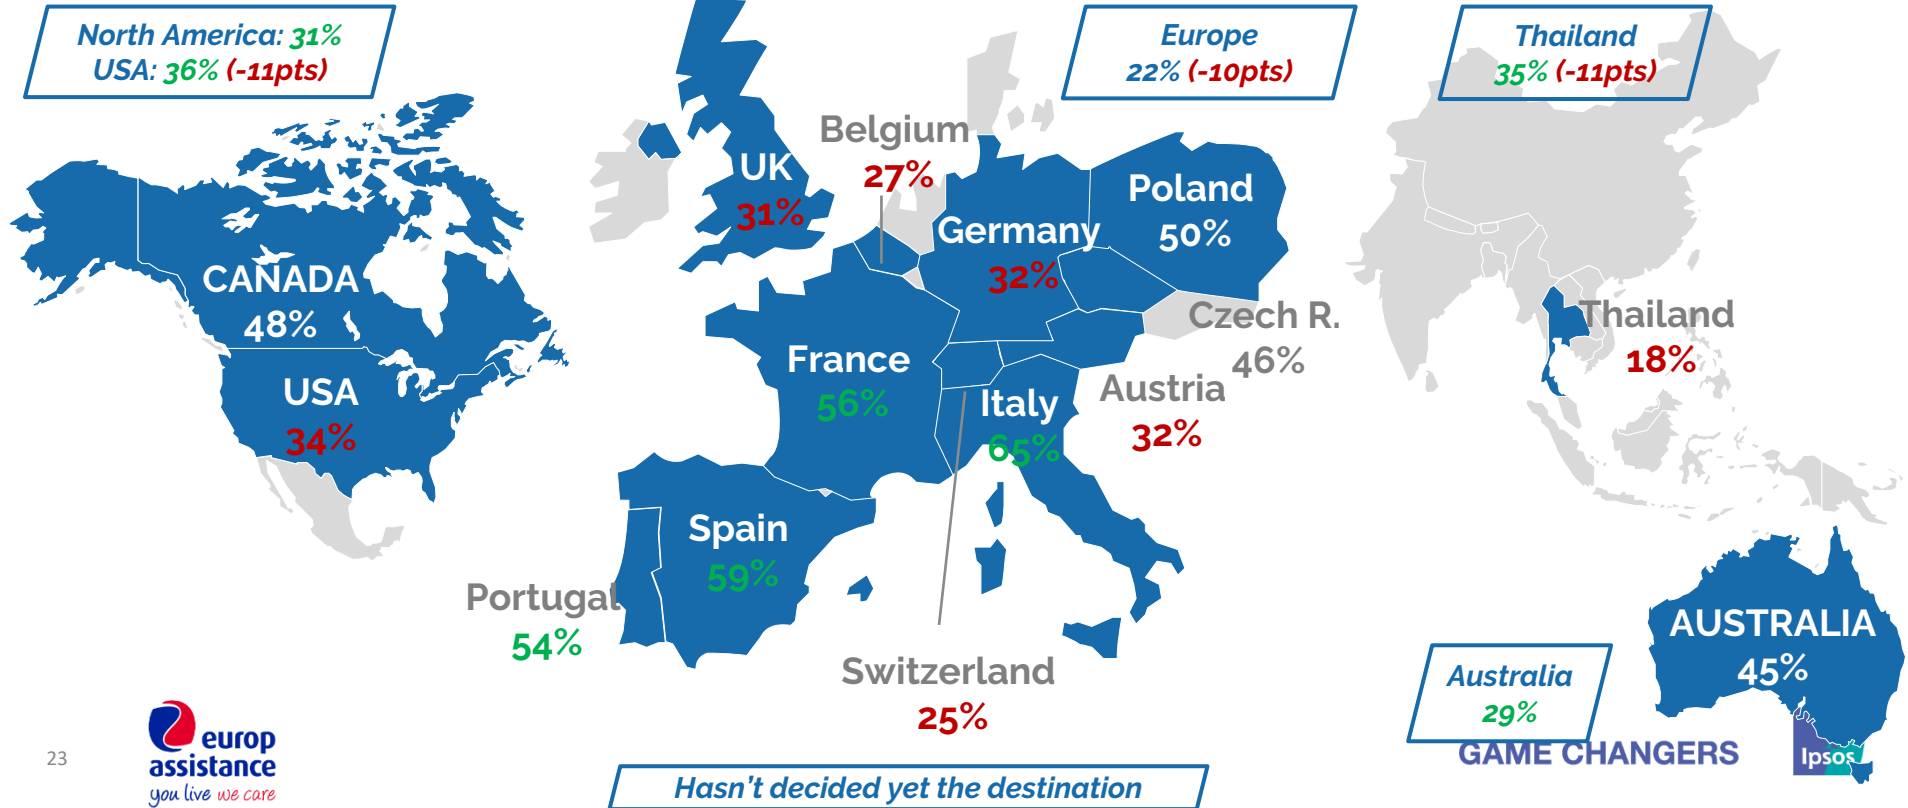 North America: 31%
USA: 36% (-11pts)
Europe
22% (-10pts)
Thailand
35% (-11pts)
Belgium
27%
UK
31%
Poland
50%
Germany
32%
CANADA
48%
Czech R.
46%
Thailand
18%
France
56%
USA
34%
Italy
65%
Austria
32%
Spain
59%
Portugal
54%
Switzerland
25%
AUSTRALIA
45%
Australia
29%
23
europ
assistance
you live we care
GAME CHANGERS
Ipsos
Hasn't decided yet the destination